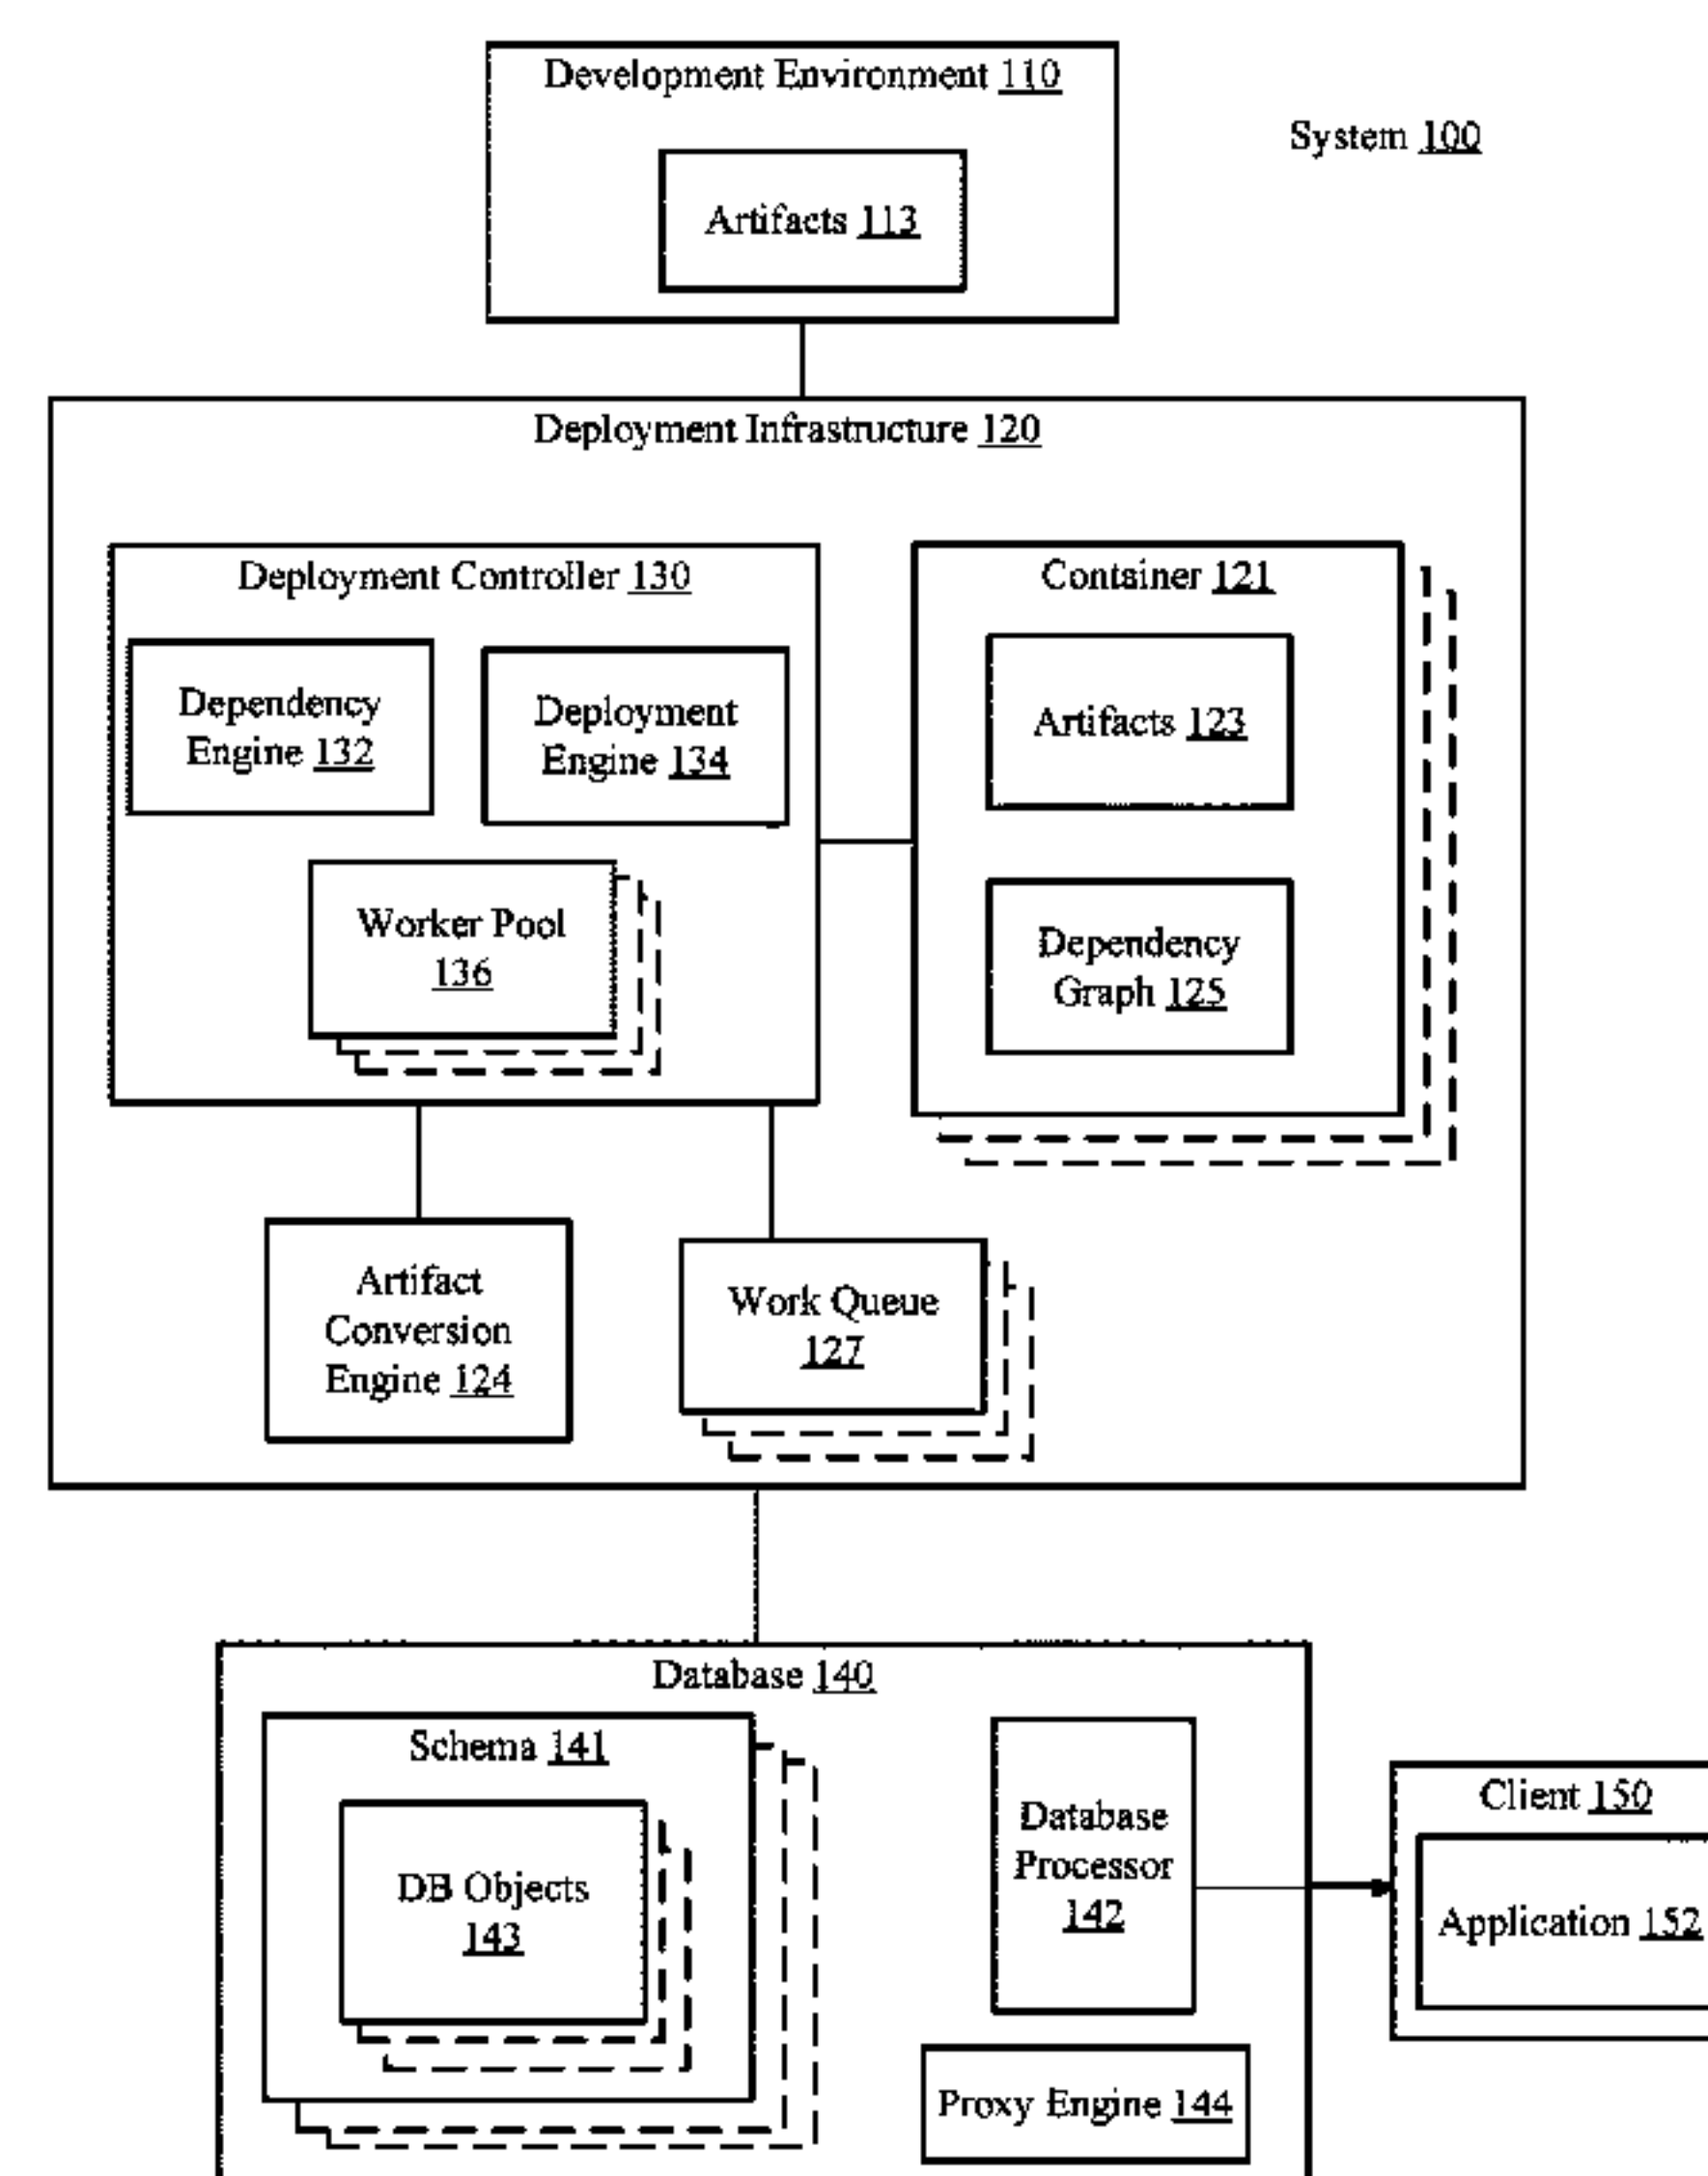 Development Environment 110
System 100
Artifacts 113
Deployment Infrastructure 120
Deployment Controller 130
Container 121
Dependency
Engine 132
Deployment
Engine 134
Artifacts 123
Worker Pool
136
Dependency
Graph 125
Artifact
Conversion
Engine 124
Work Queue
127
Database 140
Schema 141
DB Objects
143
Database
Processor
142
Client 150
Application 152
Proxy Engine 144